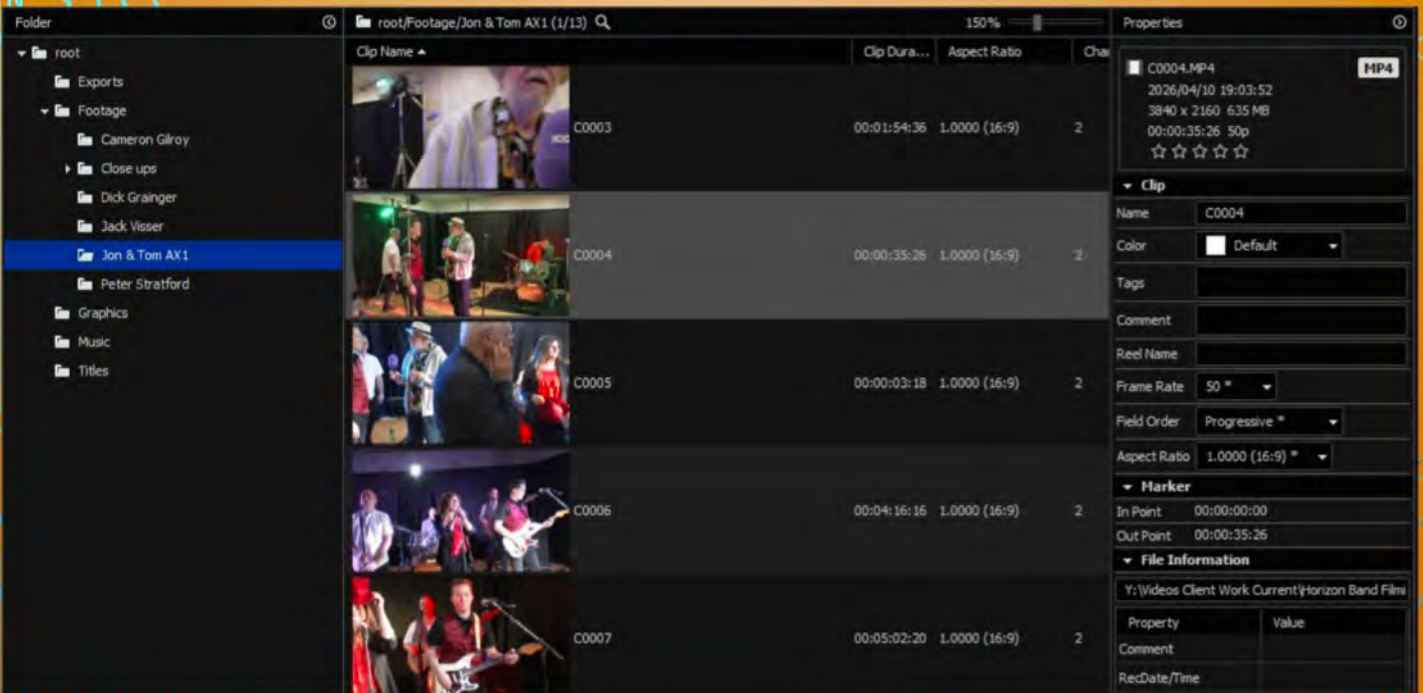 Folder
root
Exports
Footage
Cameron Gilroy
Close ups
Dick Grainger
Jack Visser
Jon & Tom AX1
Peter Stratford
Graphics
Music
Titles
root/Footage/Jon & Tom AX1 (1/13)
150%
Clip Name
Clip Dura...
Aspect Ratio
Cha
C0003
00:01:54:36
1.0000 (16:9)
2
C0004
00:00:35:26
1.0000 (16:9)
2
C0005
00:00:03:18
1.0000 (16:9)
2
C0006
00:04:16:16
1.0000 (16:9)
2
C0007
00:05:02:20
1.0000 (16:9)
2
Properties
C0004.MP4
MP4
2026/04/10 19:03:52
3840 x 2160 635 MB
00:00:35:26 50p
Clip
Name
C0004
Color
Default
Tags
Comment
Reel Name
Frame Rate
50 *
Field Order
Progressive *
Aspect Ratio
1.0000 (16:9) *
Marker
In Point
00:00:00:00
Out Point
00:00:35:26
File Information
Y:\Videos Client Work Current\Horizon Band Filmi
Property
Value
Comment
RecDate/Time